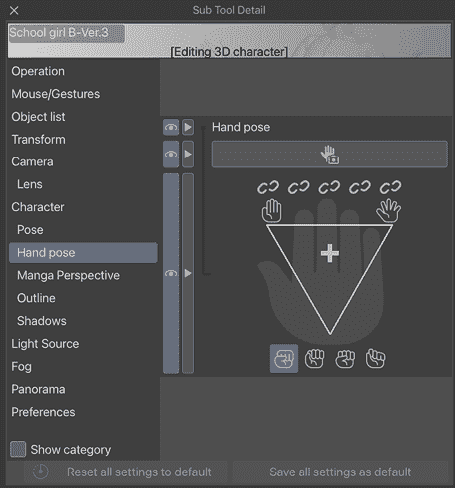 Sub Tool Detail
School girl B-Ver.3
[Editing 3D character]
Operation
Mouse/Gestures
Object list
Transform
Camera
Lens
Character
Pose
Hand pose
Manga Perspective
Outline
Shadows
Light Source
Fog
Panorama
Preferences
Hand pose
Show category
Reset all settings to default
Save all settings as default